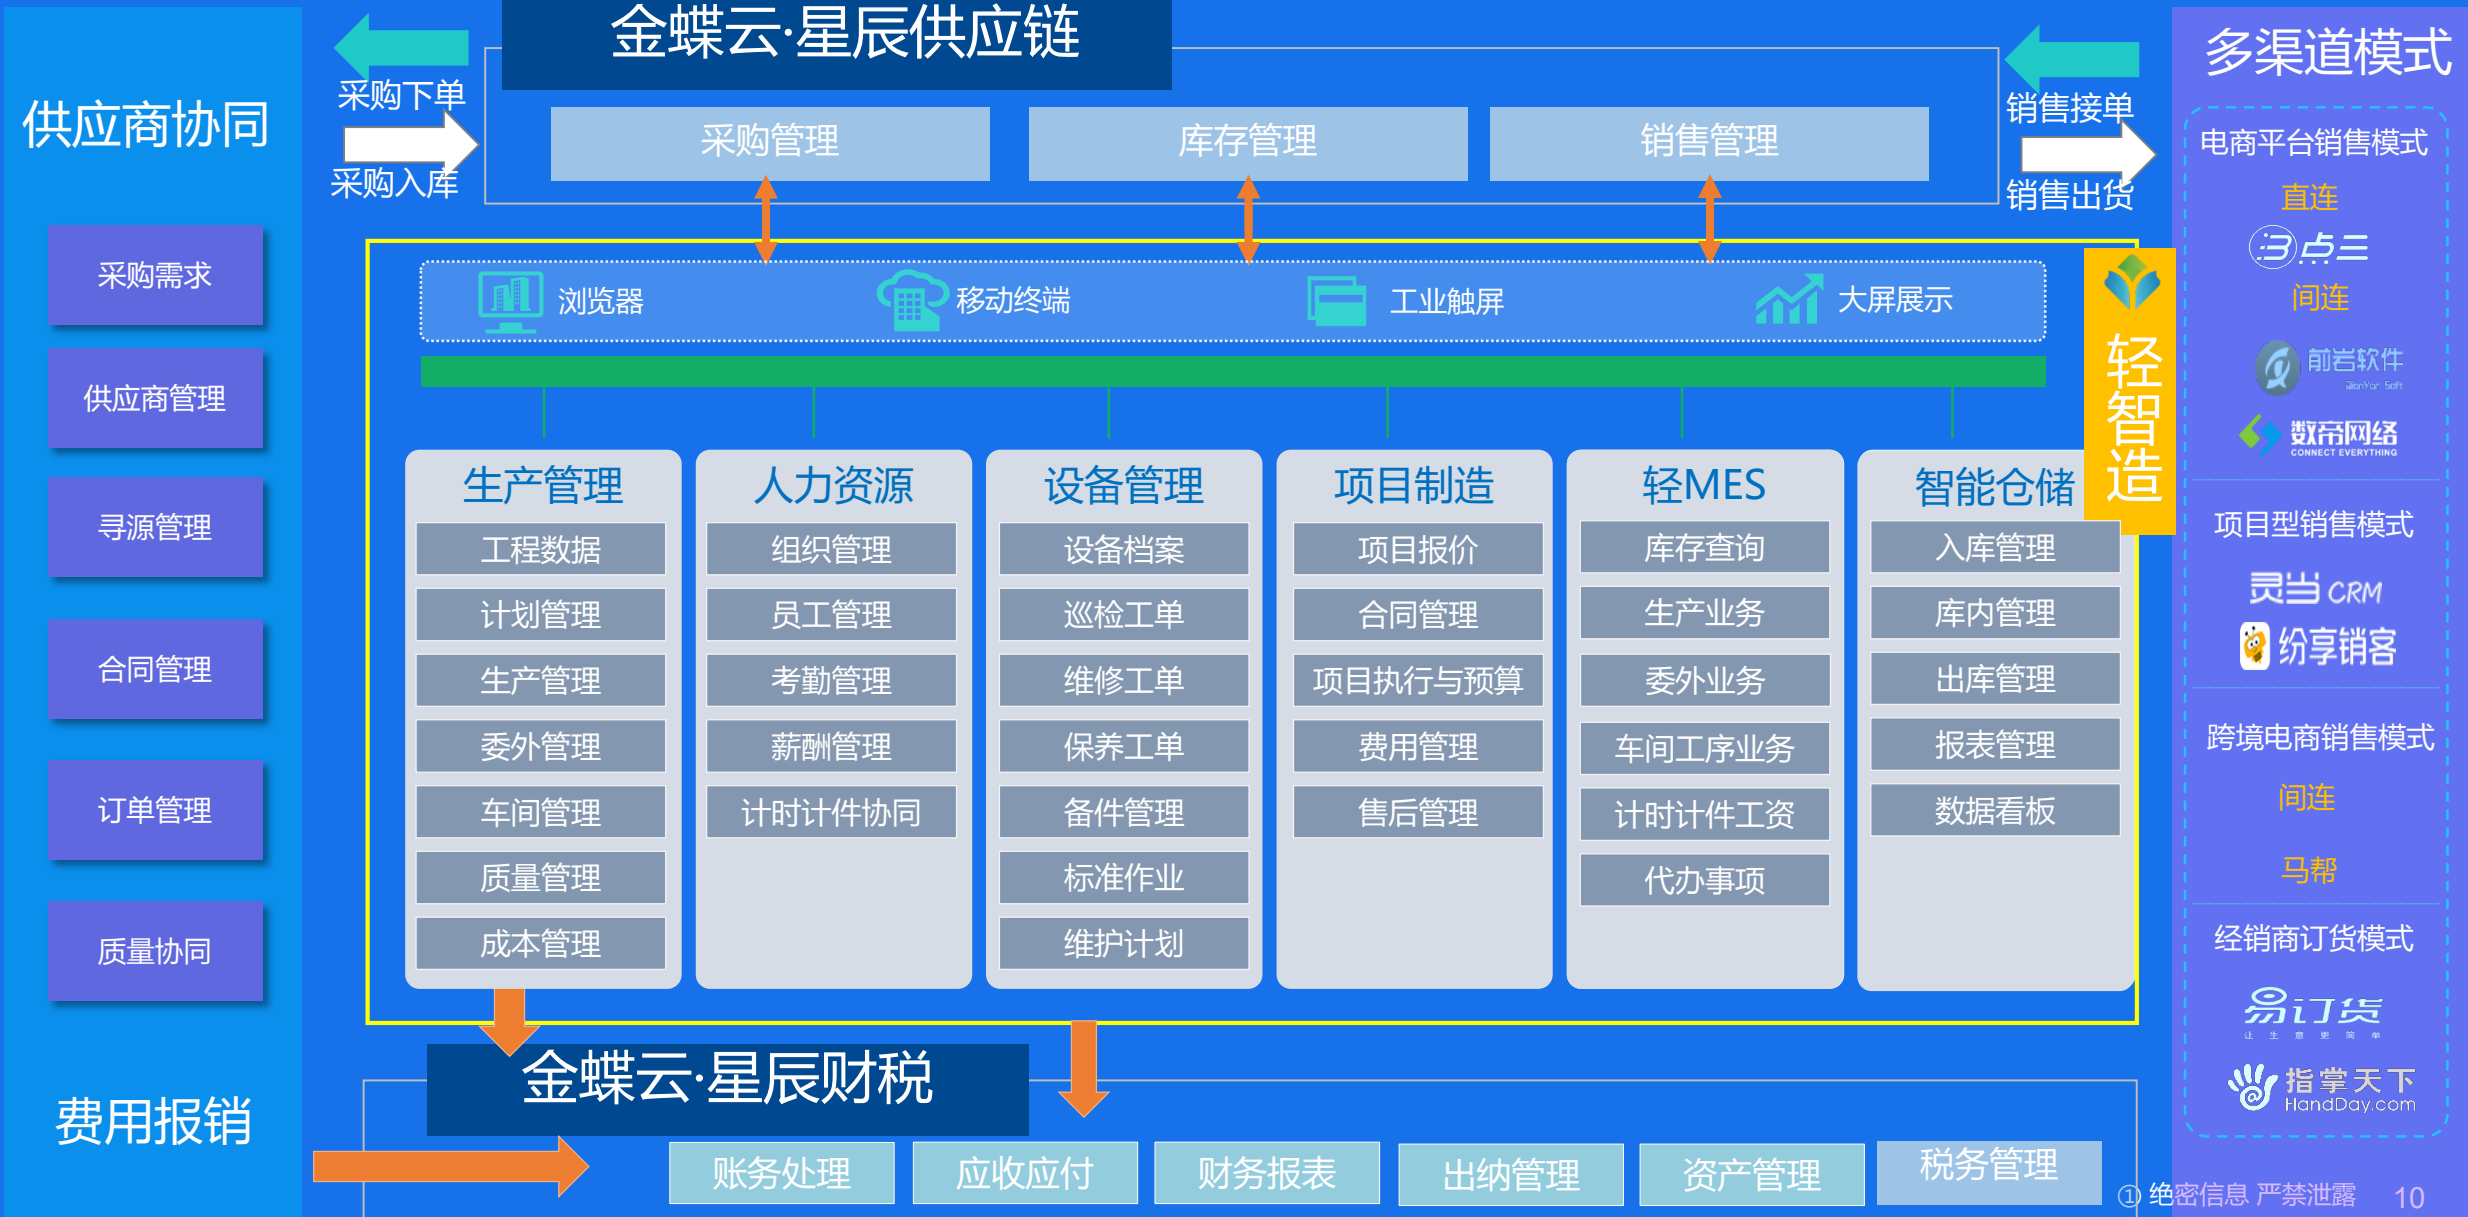 供应商协同
采购需求
供应商管理
寻源管理
合同管理
订单管理
质量协同
费用报销
采购下单
采购入库
金蝶云·星辰供应链
采购管理
库存管理
销售管理
销售接单
销售出货
浏览器
移动终端
工业触屏
大屏展示
轻智造
生产管理
工程数据
计划管理
生产管理
委外管理
车间管理
质量管理
成本管理
人力资源
组织管理
员工管理
考勤管理
薪酬管理
计时计件协同
设备管理
设备档案
巡检工单
维修工单
保养工单
备件管理
标准作业
维护计划
项目制造
项目报价
合同管理
项目执行与预算
费用管理
售后管理
轻MES
库存查询
生产业务
委外业务
车间工序业务
计时计件工资
代办事项
智能仓储
入库管理
库内管理
出库管理
报表管理
数据看板
金蝶云·星辰财税
账务处理
应收应付
财务报表
出纳管理
资产管理
税务管理
多渠道模式
电商平台销售模式
直连
点三
间连
前岩软件
QianYan Soft
数帝网络
CONNECT EVERYTHING
项目型销售模式
灵当CRM
纷享销客
跨境电商销售模式
间连
马帮
经销商订货模式
易订货
让生意更简单
指掌天下
HandDay.com
① 绝密信息 严禁泄露
10